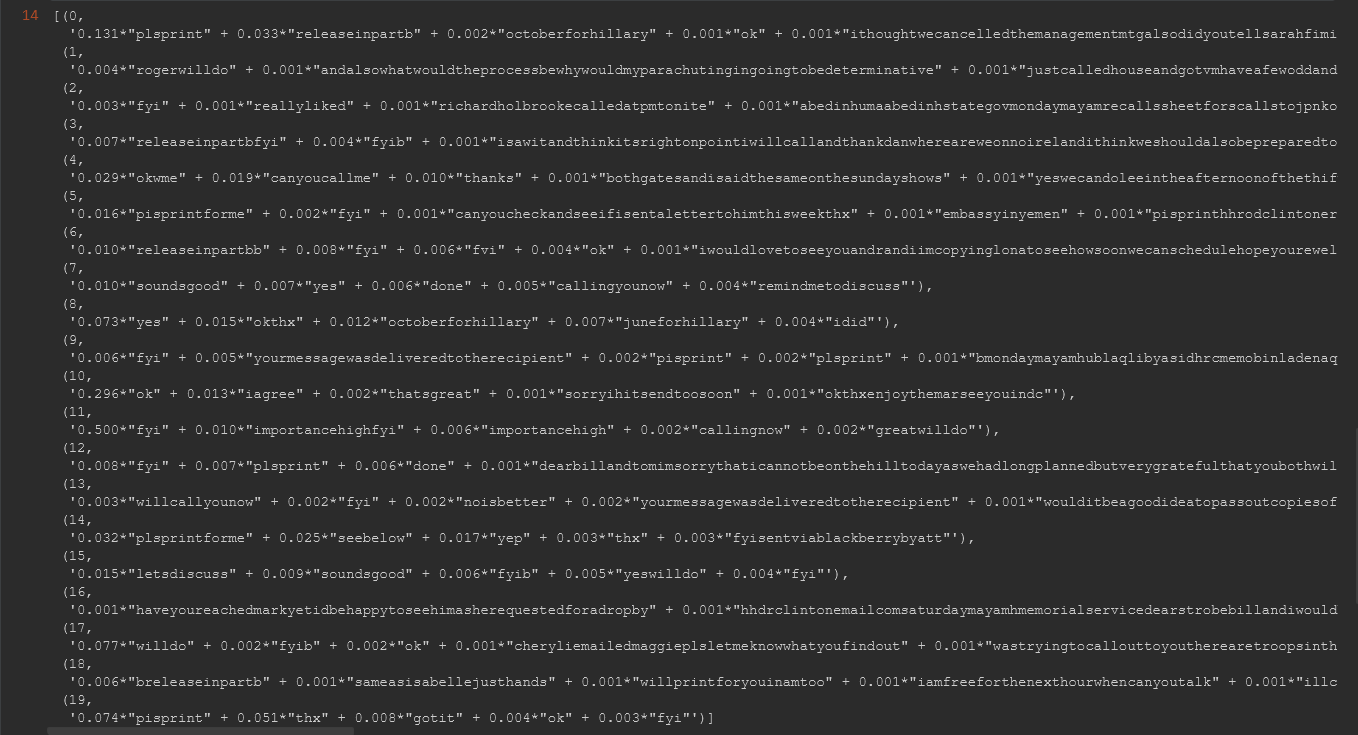 14 [(0,
'0.131*"plsprint" + 0.033*"releaseinpartb" + 0.002*"octoberforhillary" + 0.001*"ok" + 0.001*"ithoughtwecancelledthemanagementmtgalsodidyoutellsarahfimi
(1,
'0.004*"rogerwilldo" + 0.001*"andalsowhatwouldtheprocessbewhywouldmyparachutingingoingtobedeterminative" + 0.001*"justcalledhouseandgotvmhaveafewoddand
(2,
'0.003*"fyi" + 0.001*"reallyliked" + 0.001*"richardholbrookecalledatpmtonite" + 0.001*"abedinhumaabedinhstategovmondaymayamrecallssheetforscallstojpnko
(3,
'0.007*"releaseinpartbfyi" + 0.004*"fyib" + 0.001*"isawitandthinkitsrightonpointiwillcallandthankdanwhereareweonnoirelandithinkweshouldalsobepreparedto
(4,
'0.029*"okwme" + 0.019*"canyoucallme" + 0.010*"thanks" + 0.001*"bothgatesandisaidthesameonthesundayshows" + 0.001*"yeswecandoleeintheafternoonofthethif
(5,
'0.016*"pisprintforme" + 0.002*"fyi" + 0.001*"canyoucheckandseeifisentalettertohimthisweekthx" + 0.001*"embassyinyemen" + 0.001*"pisprinthhrodclintoner
(6,
'0.010*"releaseinpartbb" + 0.008*"fyi" + 0.006*"fvi" + 0.004*"ok" + 0.001*"iwouldlovetoseeyouandrandiimcopyinglonatoseehowsoonwecanschedulehopeyourewel
(7,
'0.010*"soundsgood" + 0.007*"yes" + 0.006*"done" + 0.005*"callingyounow" + 0.004*"remindmetodiscuss"'),
(8,
'0.073*"yes" + 0.015*"okthx" + 0.012*"octoberforhillary" + 0.007*"juneforhillary" + 0.004*"idid"'),
(9,
'0.006*"fyi" + 0.005*"yourmessagewasdeliveredtotherecipient" + 0.002*"pisprint" + 0.002*"plsprint" + 0.001*"bmondaymayamhublaqlibyasidhrcmemobinladenaq
(10,
'0.296*"ok" + 0.013*"iagree" + 0.002*"thatsgreat" + 0.001*"sorryihitsendtoosoon" + 0.001*"okthxenjoythemarseeyouindc"'),
(11,
'0.500*"fyi" + 0.010*"importancehighfyi" + 0.006*"importancehigh" + 0.002*"callingnow" + 0.002*"greatwilldo"'),
(12,
'0.008*"fyi" + 0.007*"plsprint" + 0.006*"done" + 0.001*"dearbillandtomimsorrythaticannotbeonthehilltodayaswehadlongplannedbutverygratefulthatyoubothwil
(13,
'0.003*"willcallyounow" + 0.002*"fyi" + 0.002*"noisbetter" + 0.002*"yourmessagewasdeliveredtotherecipient" + 0.001*"woulditbeagoodideatopassoutcopiesof
(14,
'0.032*"plsprintforme" + 0.025*"seebelow" + 0.017*"yep" + 0.003*"thx" + 0.003*"fyisentviablackberrybyatt"'),
(15,
'0.015*"letsdiscuss" + 0.009*"soundsgood" + 0.006*"fyib" + 0.005*"yeswilldo" + 0.004*"fyi"'),
(16,
'0.001*"haveyoureachedmarkyetidbehappytoseehimasherequestedforadropby" + 0.001*"hhdrclintonemailcomsaturdaymayamhmemorialservicedearstrobebillandiwould
(17,
'0.077*"willdo" + 0.002*"fyib" + 0.002*"ok" + 0.001*"cheryliemailedmaggieplsletmeknowwhatyoufindout" + 0.001*"wastryingtocallouttoyoutherearetroopsinth
(18,
'0.006*"breleaseinpartb" + 0.001*"sameasisabellejusthands" + 0.001*"willprintforyouinamtoo" + 0.001*"iamfreeforthenexthourwhencanyoutalk" + 0.001*"illc
(19,
'0.074*"pisprint" + 0.051*"thx" + 0.008*"gotit" + 0.004*"ok" + 0.003*"fyi"')]